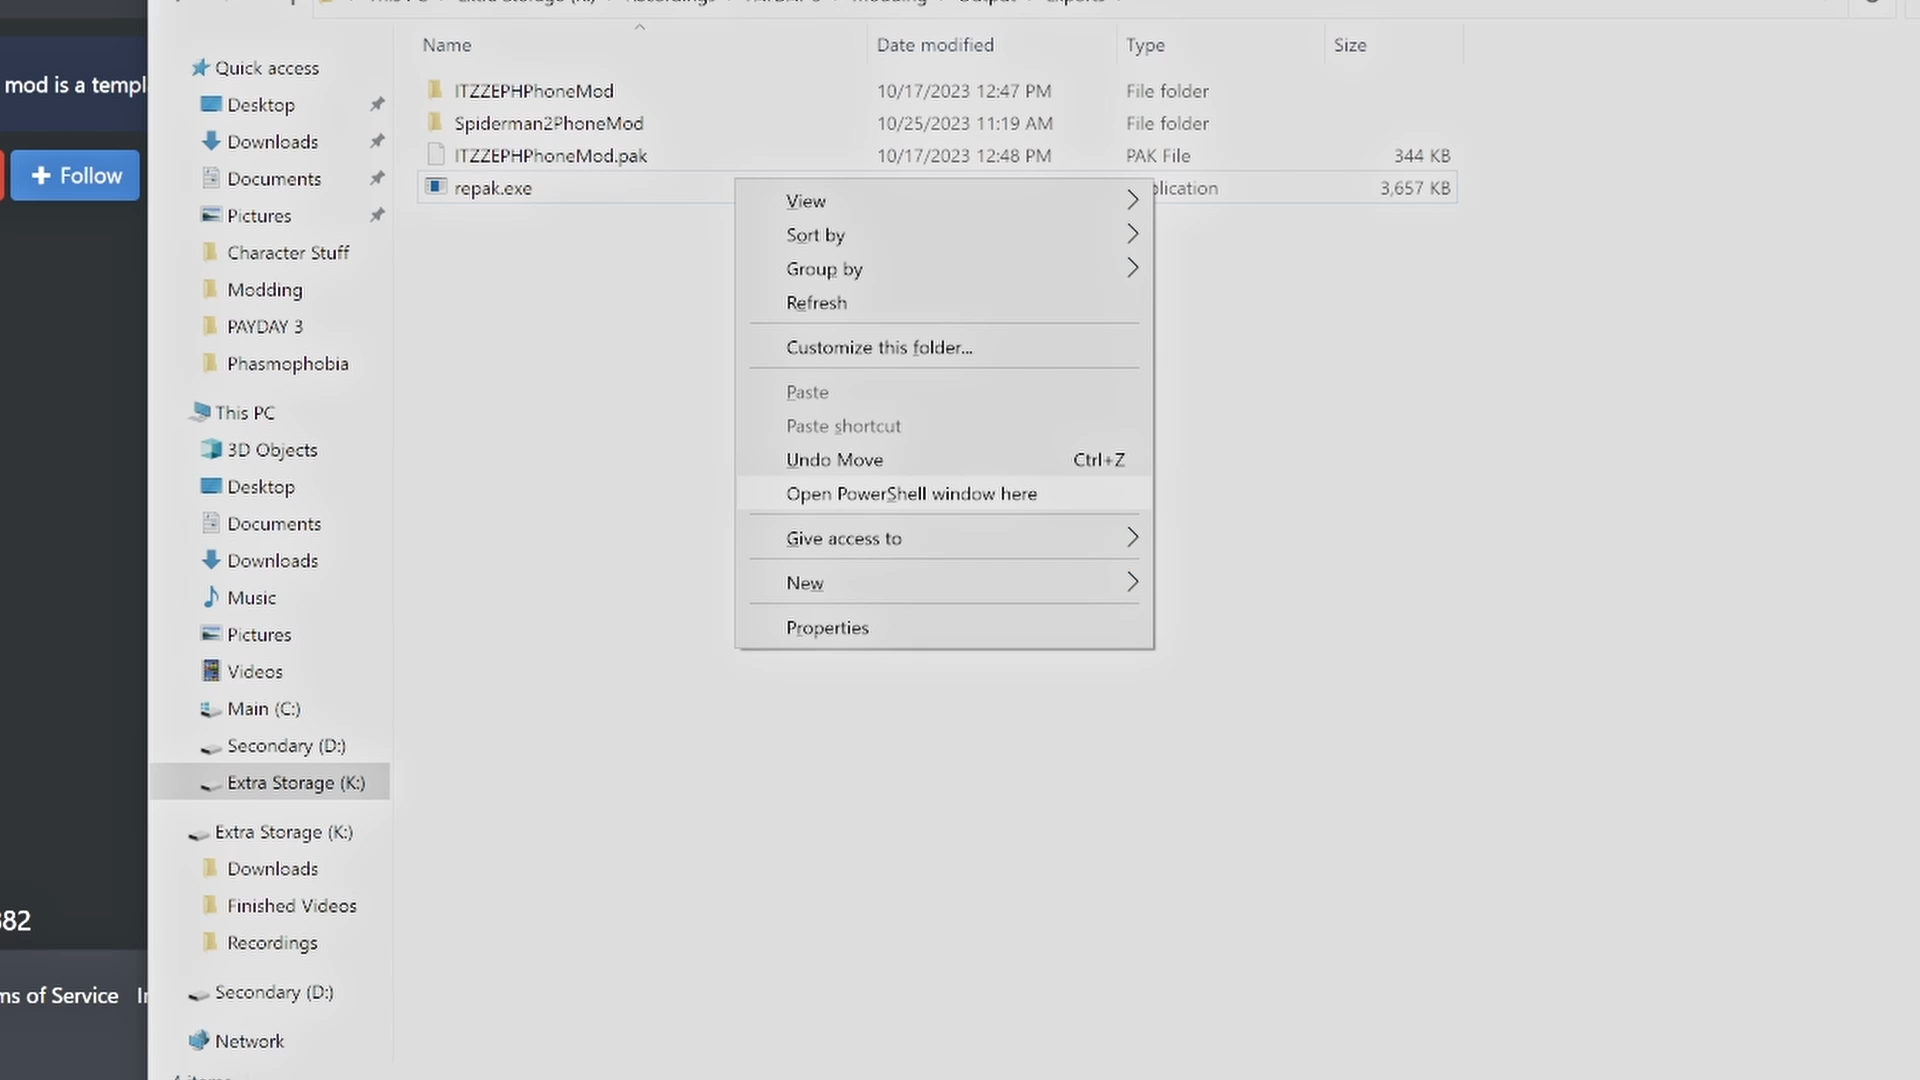 mod is a templ
Follow
382
ms of Service
Quick access
Desktop
Downloads
Documents
Pictures
Character Stuff
Modding
PAYDAY 3
Phasmophobia
This PC
3D Objects
Desktop
Documents
Downloads
Music
Pictures
Videos
Main (C:)
Secondary (D:)
Extra Storage (K:)
Extra Storage (K:)
Downloads
Finished Videos
Recordings
Secondary (D:)
Network
Name Date modified Type Size
ITZZEPHPhoneMod 10/17/2023 12:47 PM File folder
Spiderman2PhoneMod 10/25/2023 11:19 AM File folder
ITZZEPHPhoneMod.pak 10/17/2023 12:48 PM PAK File 344 KB
repak.exe plication 3,657 KB
View
Sort by
Group by
Refresh
Customize this folder...
Paste
Paste shortcut
Undo Move Ctrl+Z
Open PowerShell window here
Give access to
New
Properties